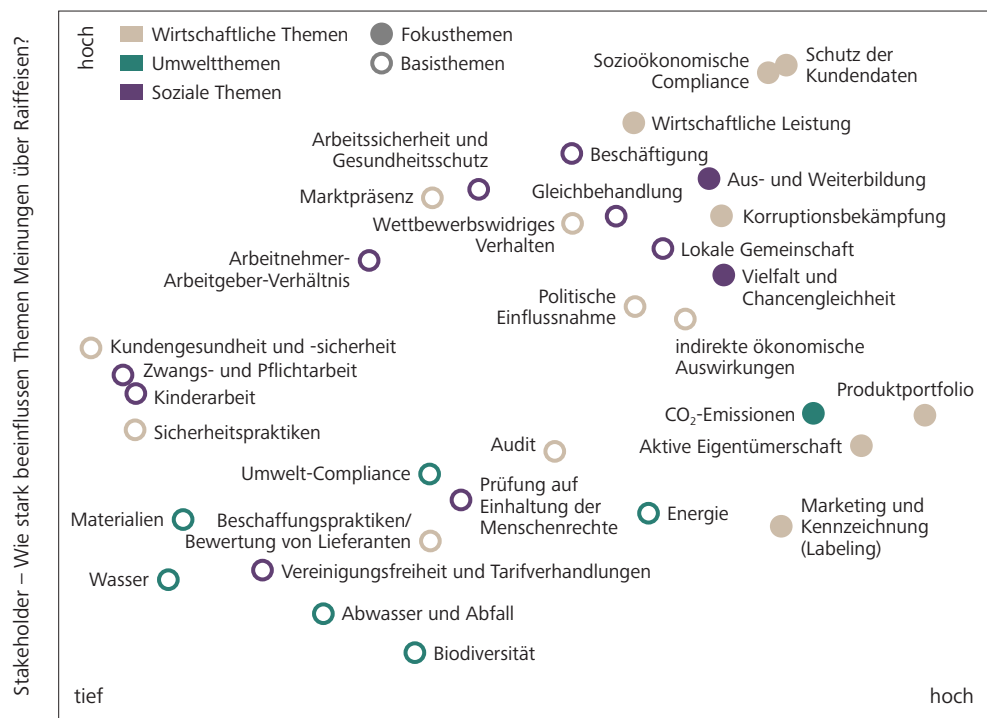 Stakeholder – Wie stark beeinflussen Themen Meinungen über Raiffeisen?
hoch
Wirtschaftliche Themen
Umweltthemen
Soziale Themen
Fokusthemen
Basisthemen
Sozioökonomische
Compliance
Schutz der
Kundendaten
Wirtschaftliche Leistung
Arbeitssicherheit und
Gesundheitsschutz
Beschäftigung
Aus- und Weiterbildung
Marktpräsenz
Gleichbehandlung
Korruptionsbekämpfung
Wettbewerbswidriges
Verhalten
Lokale Gemeinschaft
Arbeitnehmer-
Arbeitgeber-Verhältnis
Vielfalt und
Chancengleichheit
Politische
Einflussnahme
indirekte ökonomische
Auswirkungen
Kundengesundheit und -sicherheit
Zwangs- und Pflichtarbeit
Kinderarbeit
Sicherheitspraktiken
Produktportfolio
CO₂-Emissionen
Aktive Eigentümerschaft
Audit
Umwelt-Compliance
Prüfung auf
Einhaltung der
Menschenrechte
Energie
Marketing und
Kennzeichnung
(Labeling)
Materialien
Beschaffungspraktiken/
Bewertung von Lieferanten
Wasser
Vereinigungsfreiheit und Tarifverhandlungen
Abwasser und Abfall
Biodiversität
tief
hoch